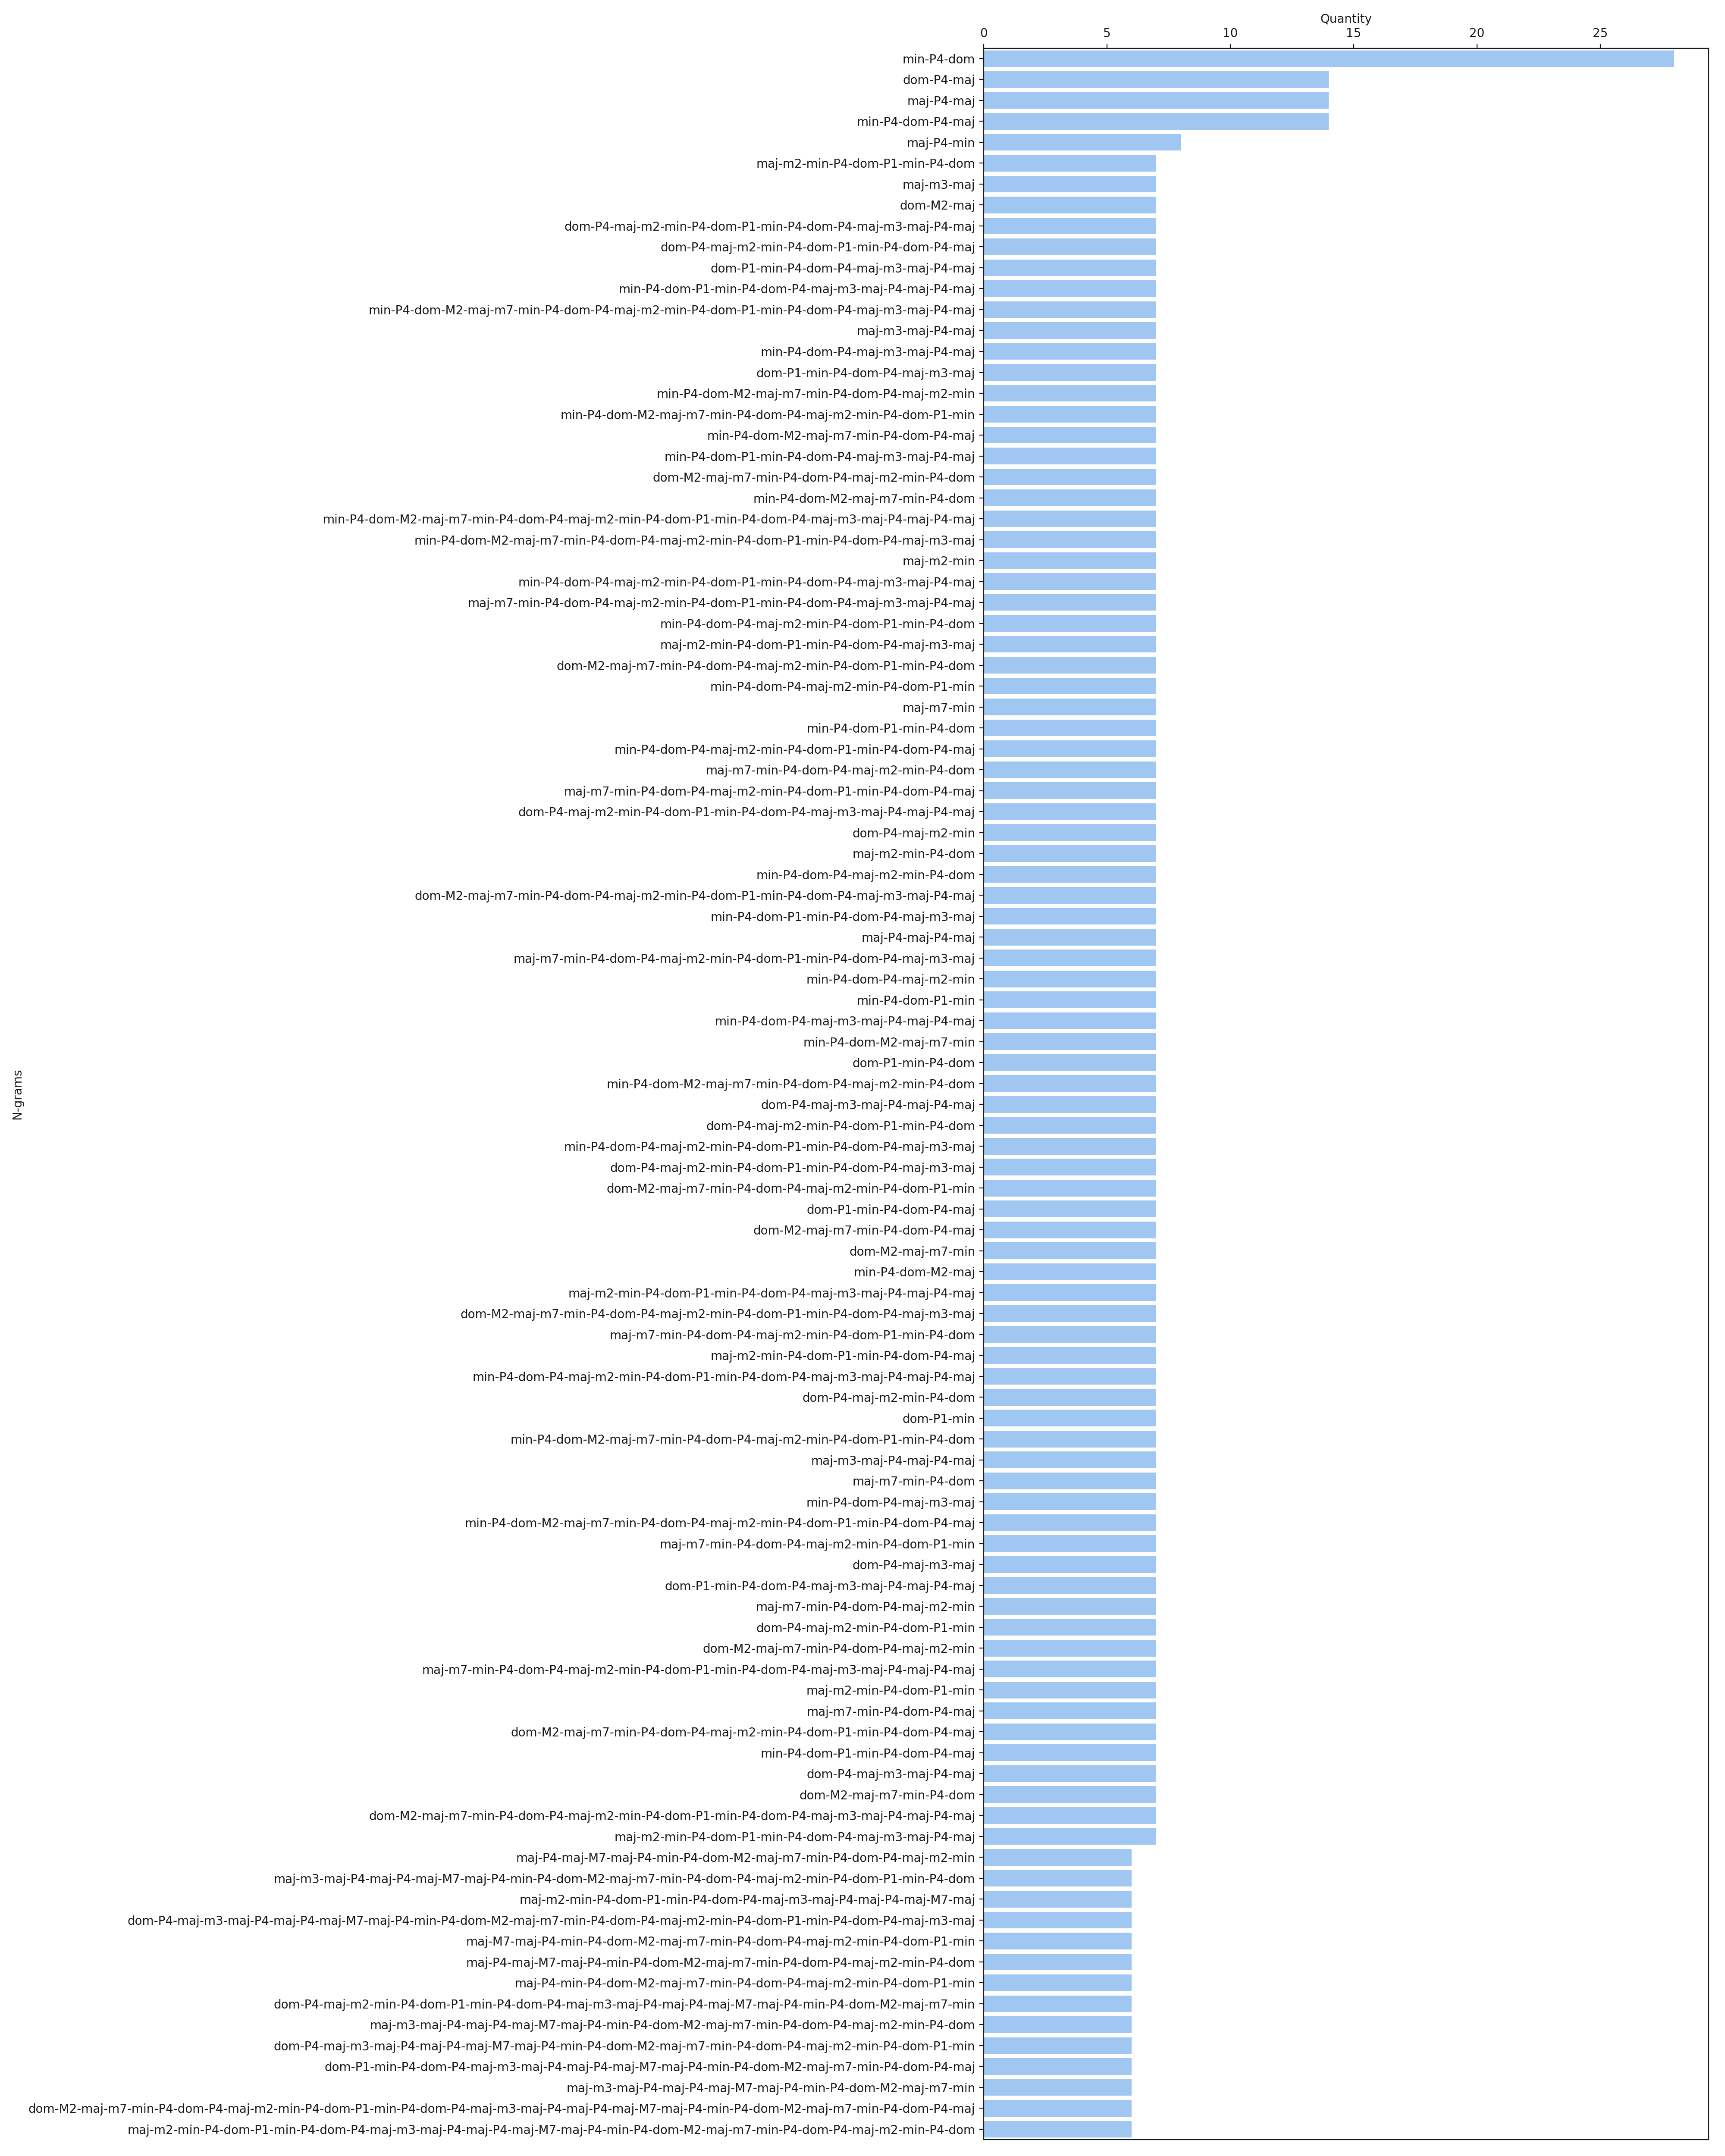 Quantity
0 5 10 15 20 25
min-P4-dom
dom-P4-maj
maj-P4-maj
min-P4-dom-P4-maj
maj-P4-min
maj-m2-min-P4-dom-P1-min-P4-dom
maj-m3-maj
dom-M2-maj
dom-P4-maj-m2-min-P4-dom-P1-min-P4-dom-P4-maj-m3-maj-P4-maj
dom-P4-maj-m2-min-P4-dom-P1-min-P4-dom-P4-maj
dom-P1-min-P4-dom-P4-maj-m3-maj-P4-maj
min-P4-dom-P1-min-P4-dom-P4-maj-m3-maj-P4-maj-P4-maj
min-P4-dom-M2-maj-m7-min-P4-dom-P4-maj-m2-min-P4-dom-P1-min-P4-dom-P4-maj-m3-maj-P4-maj
maj-m3-maj-P4-maj
min-P4-dom-P4-maj-m3-maj-P4-maj
dom-P1-min-P4-dom-P4-maj-m3-maj
min-P4-dom-M2-maj-m7-min-P4-dom-P4-maj-m2-min
min-P4-dom-M2-maj-m7-min-P4-dom-P4-maj-m2-min-P4-dom-P1-min
min-P4-dom-M2-maj-m7-min-P4-dom-P4-maj
min-P4-dom-P1-min-P4-dom-P4-maj-m3-maj-P4-maj
dom-M2-maj-m7-min-P4-dom-P4-maj-m2-min-P4-dom
min-P4-dom-M2-maj-m7-min-P4-dom
min-P4-dom-M2-maj-m7-min-P4-dom-P4-maj-m2-min-P4-dom-P1-min-P4-dom-P4-maj-m3-maj-P4-maj-P4-maj
min-P4-dom-M2-maj-m7-min-P4-dom-P4-maj-m2-min-P4-dom-P1-min-P4-dom-P4-maj-m3-maj
maj-m2-min
min-P4-dom-P4-maj-m2-min-P4-dom-P1-min-P4-dom-P4-maj-m3-maj-P4-maj
maj-m7-min-P4-dom-P4-maj-m2-min-P4-dom-P1-min-P4-dom-P4-maj-m3-maj-P4-maj
min-P4-dom-P4-maj-m2-min-P4-dom-P1-min-P4-dom
maj-m2-min-P4-dom-P1-min-P4-dom-P4-maj-m3-maj
dom-M2-maj-m7-min-P4-dom-P4-maj-m2-min-P4-dom-P1-min-P4-dom
min-P4-dom-P4-maj-m2-min-P4-dom-P1-min
maj-m7-min
min-P4-dom-P1-min-P4-dom
min-P4-dom-P4-maj-m2-min-P4-dom-P1-min-P4-dom-P4-maj
maj-m7-min-P4-dom-P4-maj-m2-min-P4-dom
maj-m7-min-P4-dom-P4-maj-m2-min-P4-dom-P1-min-P4-dom-P4-maj
dom-P4-maj-m2-min-P4-dom-P1-min-P4-dom-P4-maj-m3-maj-P4-maj-P4-maj
dom-P4-maj-m2-min
maj-m2-min-P4-dom
min-P4-dom-P4-maj-m2-min-P4-dom
dom-M2-maj-m7-min-P4-dom-P4-maj-m2-min-P4-dom-P1-min-P4-dom-P4-maj-m3-maj-P4-maj
min-P4-dom-P1-min-P4-dom-P4-maj-m3-maj
maj-P4-maj-P4-maj
maj-m7-min-P4-dom-P4-maj-m2-min-P4-dom-P1-min-P4-dom-P4-maj-m3-maj
min-P4-dom-P4-maj-m2-min
min-P4-dom-P1-min
min-P4-dom-P4-maj-m3-maj-P4-maj-P4-maj
min-P4-dom-M2-maj-m7-min
dom-P1-min-P4-dom
min-P4-dom-M2-maj-m7-min-P4-dom-P4-maj-m2-min-P4-dom
dom-P4-maj-m3-maj-P4-maj-P4-maj
dom-P4-maj-m2-min-P4-dom-P1-min-P4-dom
min-P4-dom-P4-maj-m2-min-P4-dom-P1-min-P4-dom-P4-maj-m3-maj
dom-P4-maj-m2-min-P4-dom-P1-min-P4-dom-P4-maj-m3-maj
dom-M2-maj-m7-min-P4-dom-P4-maj-m2-min-P4-dom-P1-min
dom-P1-min-P4-dom-P4-maj
dom-M2-maj-m7-min-P4-dom-P4-maj
dom-M2-maj-m7-min
min-P4-dom-M2-maj
maj-m2-min-P4-dom-P1-min-P4-dom-P4-maj-m3-maj-P4-maj-P4-maj
dom-M2-maj-m7-min-P4-dom-P4-maj-m2-min-P4-dom-P1-min-P4-dom-P4-maj-m3-maj
maj-m7-min-P4-dom-P4-maj-m2-min-P4-dom-P1-min-P4-dom
maj-m2-min-P4-dom-P1-min-P4-dom-P4-maj
min-P4-dom-P4-maj-m2-min-P4-dom-P1-min-P4-dom-P4-maj-m3-maj-P4-maj-P4-maj
dom-P4-maj-m2-min-P4-dom
dom-P1-min
min-P4-dom-M2-maj-m7-min-P4-dom-P4-maj-m2-min-P4-dom-P1-min-P4-dom
maj-m3-maj-P4-maj-P4-maj
maj-m7-min-P4-dom
min-P4-dom-P4-maj-m3-maj
min-P4-dom-M2-maj-m7-min-P4-dom-P4-maj-m2-min-P4-dom-P1-min-P4-dom-P4-maj
maj-m7-min-P4-dom-P4-maj-m2-min-P4-dom-P1-min
dom-P4-maj-m3-maj
dom-P1-min-P4-dom-P4-maj-m3-maj-P4-maj-P4-maj
maj-m7-min-P4-dom-P4-maj-m2-min
dom-P4-maj-m2-min-P4-dom-P1-min
dom-M2-maj-m7-min-P4-dom-P4-maj-m2-min
maj-m7-min-P4-dom-P4-maj-m2-min-P4-dom-P1-min-P4-dom-P4-maj-m3-maj-P4-maj-P4-maj
maj-m2-min-P4-dom-P1-min
maj-m7-min-P4-dom-P4-maj
dom-M2-maj-m7-min-P4-dom-P4-maj-m2-min-P4-dom-P1-min-P4-dom-P4-maj
min-P4-dom-P1-min-P4-dom-P4-maj
dom-P4-maj-m3-maj-P4-maj
dom-M2-maj-m7-min-P4-dom
dom-M2-maj-m7-min-P4-dom-P4-maj-m2-min-P4-dom-P1-min-P4-dom-P4-maj-m3-maj-P4-maj-P4-maj
maj-m2-min-P4-dom-P1-min-P4-dom-P4-maj-m3-maj-P4-maj
maj-P4-maj-M7-maj-P4-min-P4-dom-M2-maj-m7-min-P4-dom-P4-maj-m2-min
maj-m3-maj-P4-maj-P4-maj-M7-maj-P4-min-P4-dom-M2-maj-m7-min-P4-dom-P4-maj-m2-min-P4-dom-P1-min-P4-dom
maj-m2-min-P4-dom-P1-min-P4-dom-P4-maj-m3-maj-P4-maj-P4-maj-M7-maj
dom-P4-maj-m3-maj-P4-maj-P4-maj-M7-maj-P4-min-P4-dom-M2-maj-m7-min-P4-dom-P4-maj-m2-min-P4-dom-P1-min-P4-dom-P4-maj-m3-maj
maj-M7-maj-P4-min-P4-dom-M2-maj-m7-min-P4-dom-P4-maj-m2-min-P4-dom-P1-min
maj-P4-maj-M7-maj-P4-min-P4-dom-M2-maj-m7-min-P4-dom-P4-maj-m2-min-P4-dom
maj-P4-min-P4-dom-M2-maj-m7-min-P4-dom-P4-maj-m2-min-P4-dom-P1-min
dom-P4-maj-m2-min-P4-dom-P1-min-P4-dom-P4-maj-m3-maj-P4-maj-P4-maj-M7-maj-P4-min-P4-dom-M2-maj-m7-min
maj-m3-maj-P4-maj-P4-maj-M7-maj-P4-min-P4-dom-M2-maj-m7-min-P4-dom-P4-maj-m2-min-P4-dom
dom-P4-maj-m3-maj-P4-maj-P4-maj-M7-maj-P4-min-P4-dom-M2-maj-m7-min-P4-dom-P4-maj-m2-min-P4-dom-P1-min
dom-P1-min-P4-dom-P4-maj-m3-maj-P4-maj-P4-maj-M7-maj-P4-min-P4-dom-M2-maj-m7-min-P4-dom-P4-maj
maj-m3-maj-P4-maj-P4-maj-M7-maj-P4-min-P4-dom-M2-maj-m7-min
dom-M2-maj-m7-min-P4-dom-P4-maj-m2-min-P4-dom-P1-min-P4-dom-P4-maj-m3-maj-P4-maj-P4-maj-M7-maj-P4-min-P4-dom-M2-maj-m7-min-P4-dom-P4-maj
maj-m2-min-P4-dom-P1-min-P4-dom-P4-maj-m3-maj-P4-maj-P4-maj-M7-maj-P4-min-P4-dom-M2-maj-m7-min-P4-dom-P4-maj-m2-min-P4-dom
N-grams